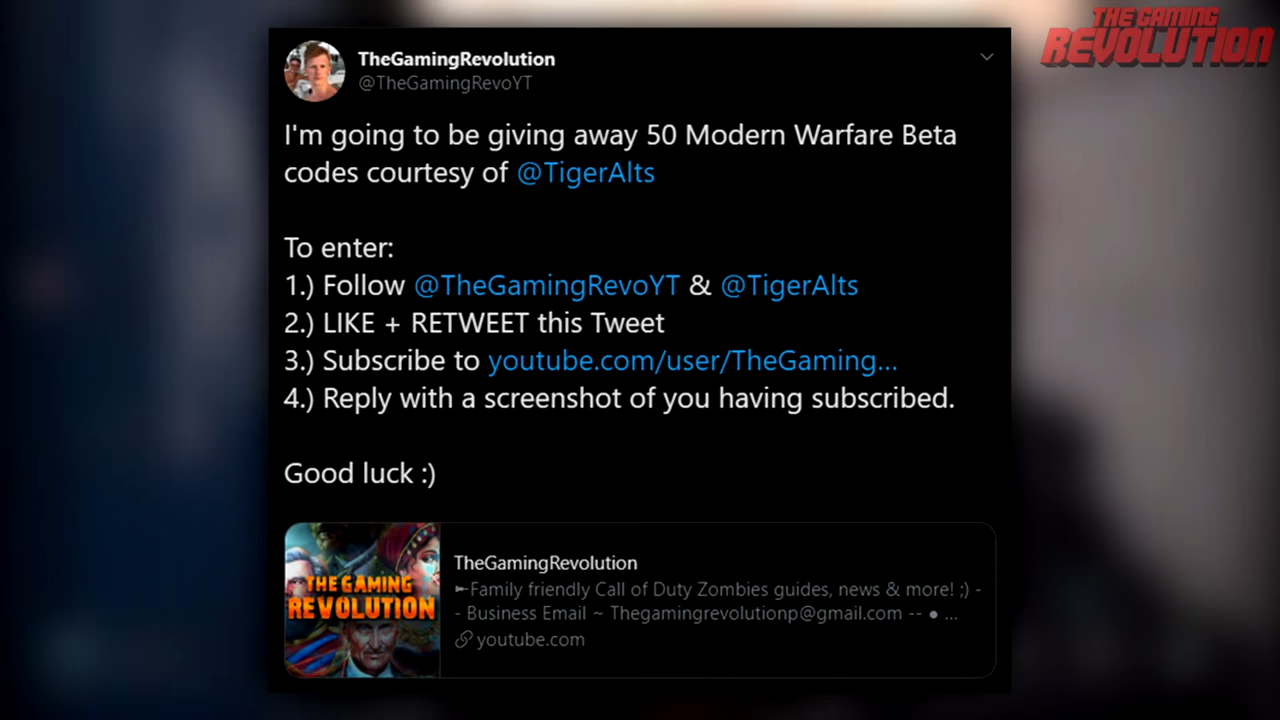 THE GAMING
REVOLUTION
TheGamingRevolution
@TheGamingRevoYT
I'm going to be giving away 50 Modern Warfare Beta
codes courtesy of @TigerAlts
To enter:
1.) Follow @TheGamingRevoYT & @TigerAlts
2.) LIKE + RETWEET this Tweet
3.) Subscribe to youtube.com/user/TheGaming...
4.) Reply with a screenshot of you having subscribed.
Good luck :)
THE GAMING
REVOLUTION
TheGamingRevolution
►Family friendly Call of Duty Zombies guides, news & more! ;) -
- Business Email ~ Thegamingrevolutionp@gmail.com -- ● ...
youtube.com